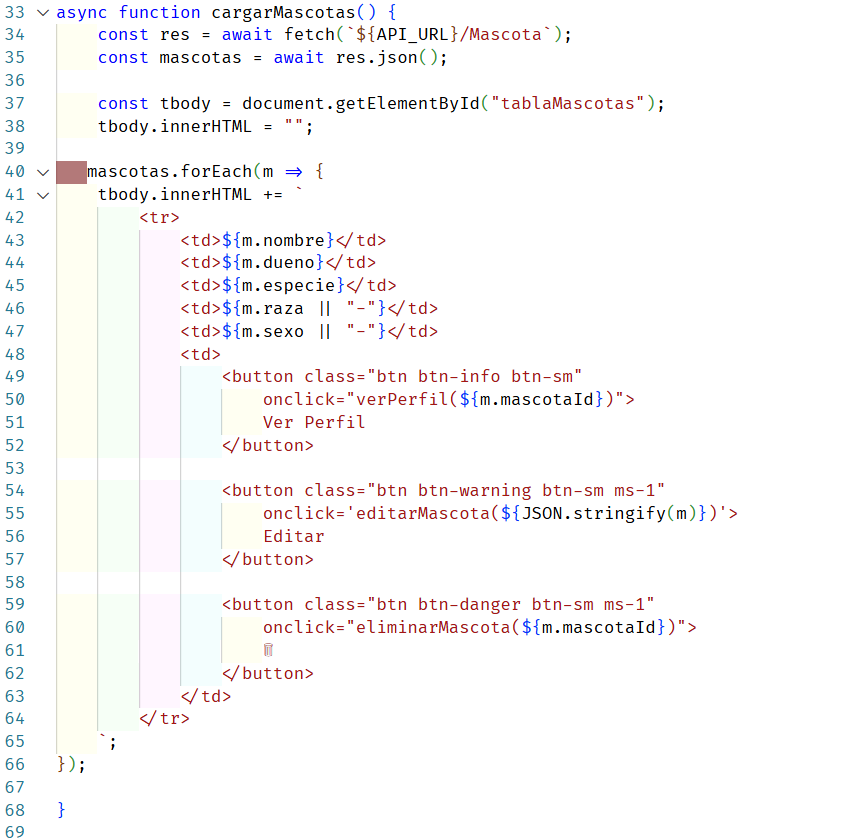 33 async function cargarMascotas() {
34 const res = await fetch(`${API_URL}/Mascota`);
35 const mascotas = await res.json();
36
37 const tbody = document.getElementById("tablaMascotas");
38 tbody.innerHTML = "";
39
40 mascotas.forEach(m => {
41 tbody.innerHTML += `
42 <tr>
43 <td>${m.nombre}</td>
44 <td>${m.dueno}</td>
45 <td>${m.especie}</td>
46 <td>${m.raza || "-"}</td>
47 <td>${m.sexo || "-"}</td>
48 <td>
49 <button class="btn btn-info btn-sm"
50 onclick="verPerfil(${m.mascotaId})">
51 Ver Perfil
52 </button>
53
54 <button class="btn btn-warning btn-sm ms-1"
55 onclick='editarMascota(${JSON.stringify(m)})'>
56 Editar
57 </button>
58
59 <button class="btn btn-danger btn-sm ms-1"
60 onclick="eliminarMascota(${m.mascotaId})">
61 🗑
62 </button>
63 </td>
64 </tr>
65 `;
66 });
67
68 }
69